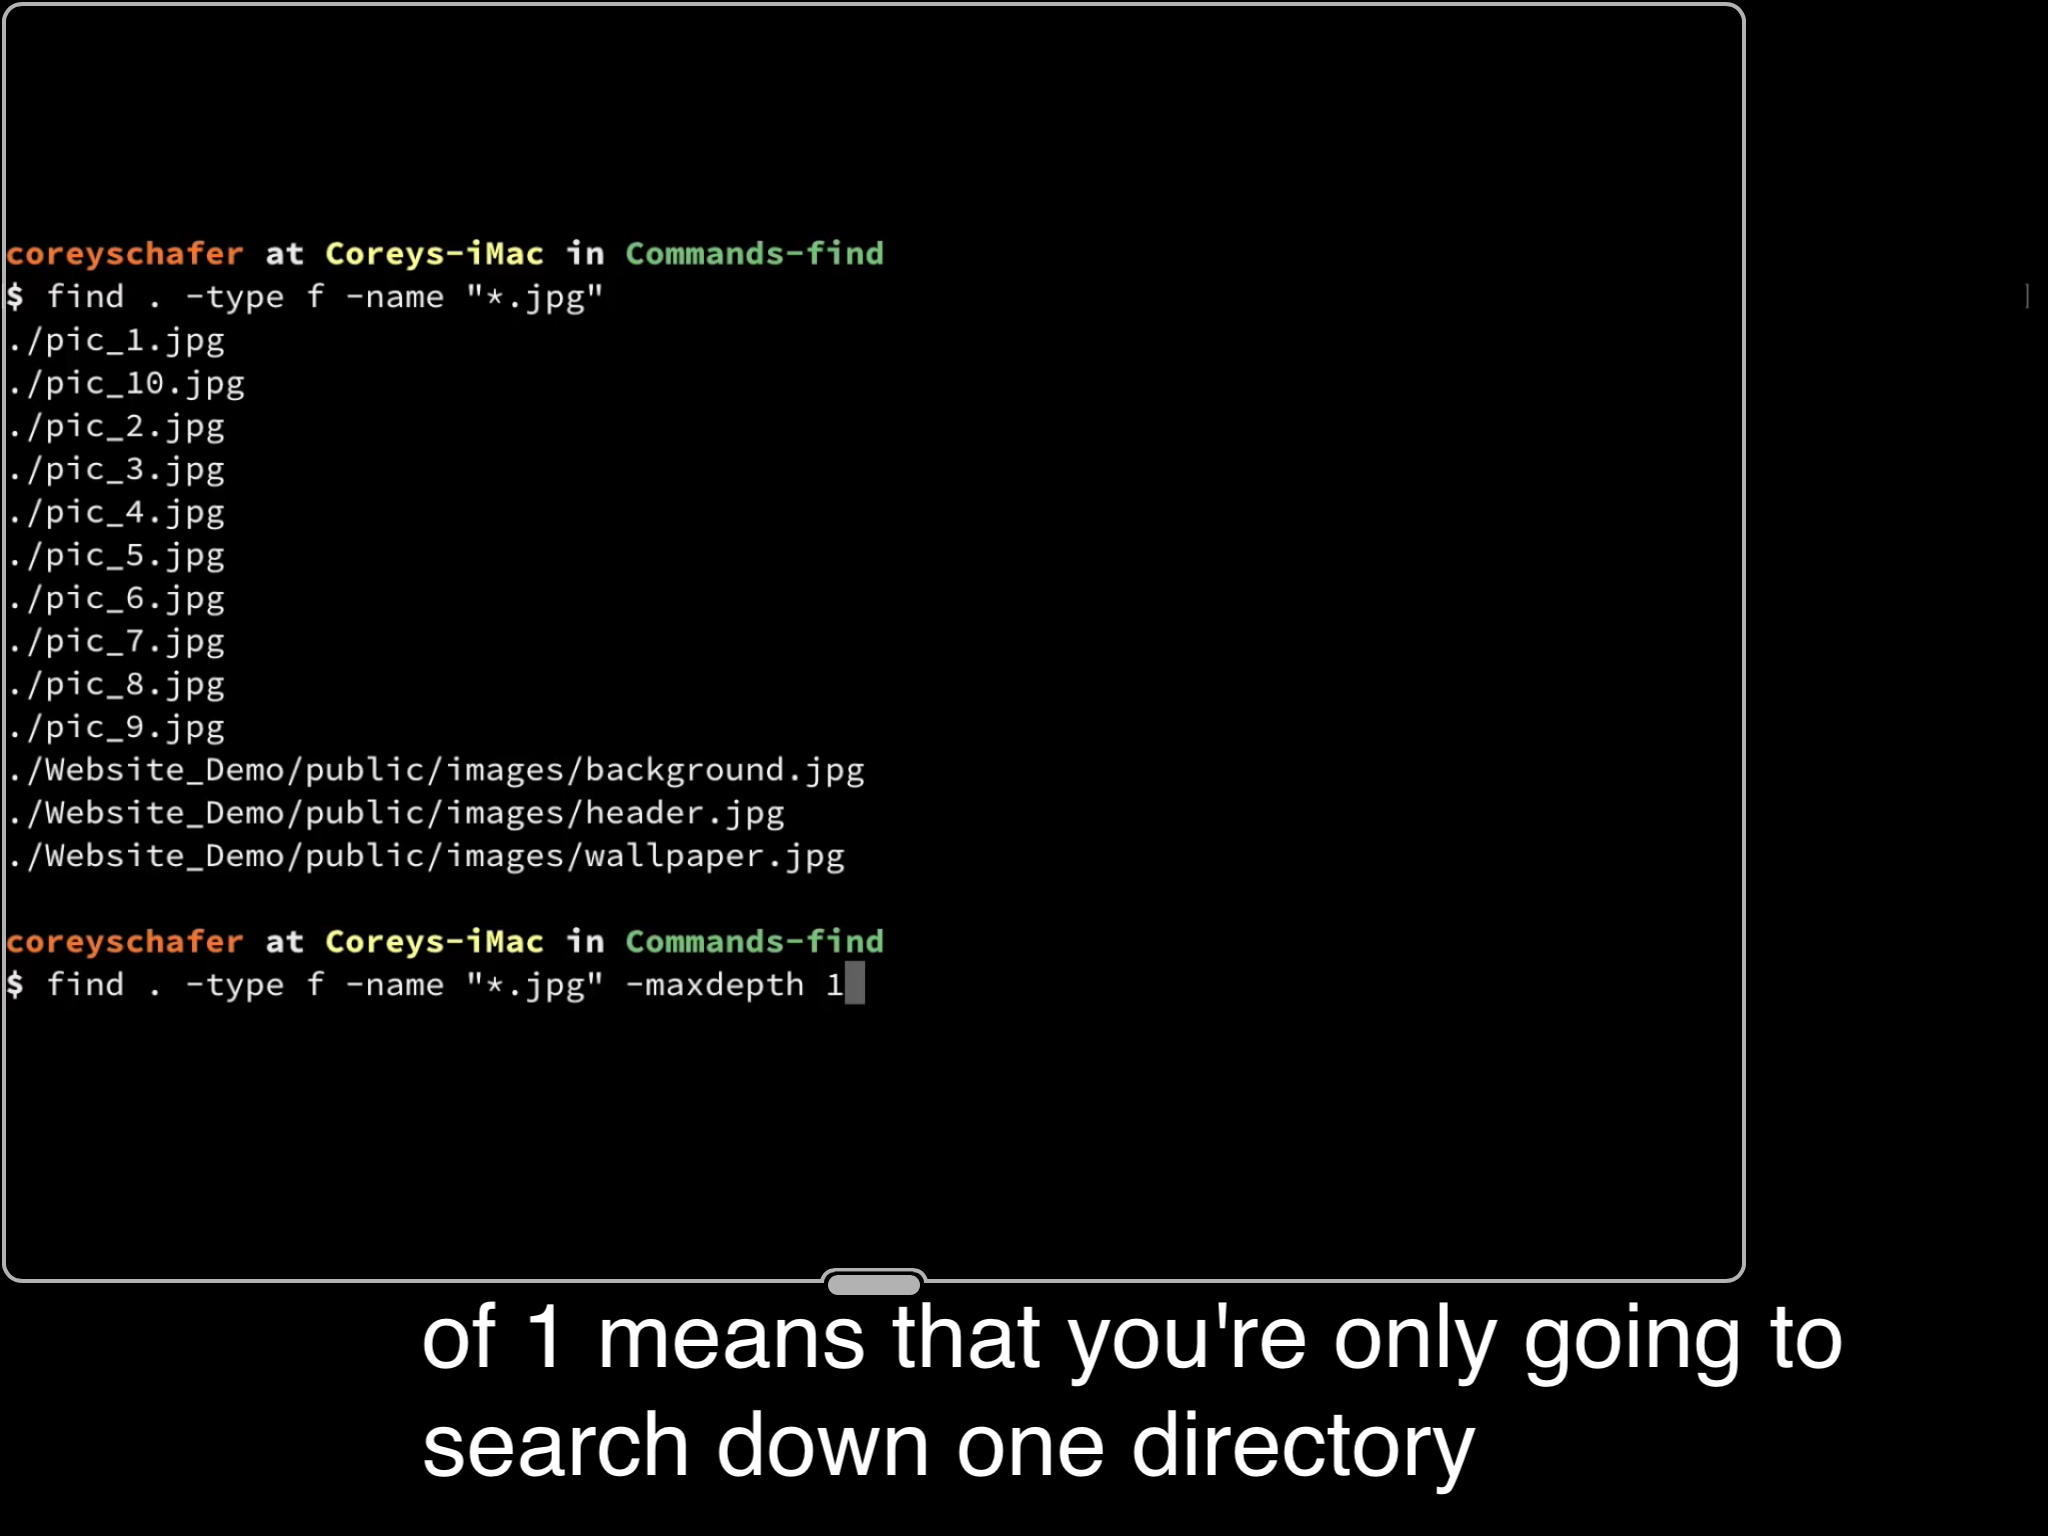 coreyschafer at Coreys-iMac in Commands-find
$ find . -type f -name "*.jpg"
./pic_1.jpg
./pic_10.jpg
./pic_2.jpg
./pic_3.jpg
./pic_4.jpg
./pic_5.jpg
./pic_6.jpg
./pic_7.jpg
./pic_8.jpg
./pic_9.jpg
./Website_Demo/public/images/background.jpg
./Website_Demo/public/images/header.jpg
./Website_Demo/public/images/wallpaper.jpg
coreyschafer at Coreys-iMac in Commands-find
$ find . -type f -name "*.jpg" -maxdepth 1
of 1 means that you're only going to
search down one directory